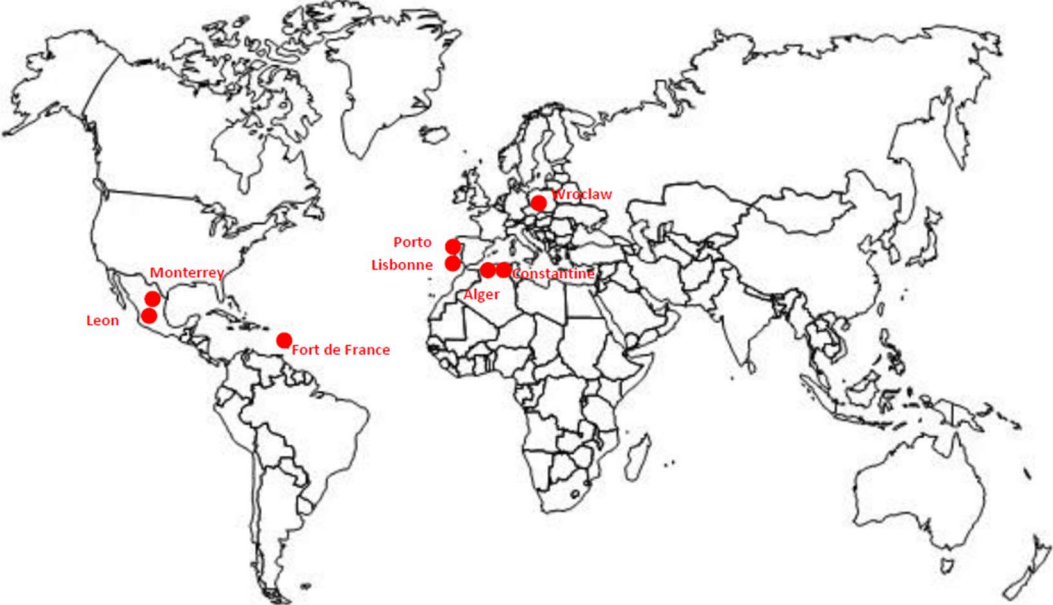 Wroclaw
Porto
Lisbonne
Constantine
Monterrey
Alger
Leon
Fort de France